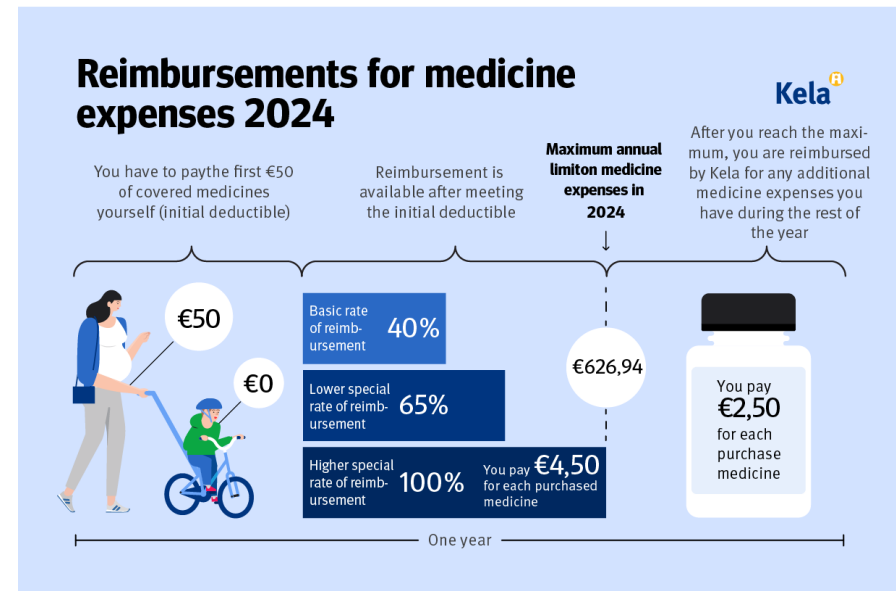 Reimbursements for medicine
expenses 2024
Kela
You have to paythe first €50
of covered medicines
yourself (initial deductible)
Reimbursement is
available after meeting
the initial deductible
Maximum annual
limiton medicine
expenses in
2024
After you reach the maxi-
mum, you are reimbursed
by Kela for any additional
medicine expenses you
have during the rest of
the year
€50
€0
Basic rate
of reimb-
ursement
40%
Lower special
rate of reimb-
ursement
65%
Higher special
rate of reimb-
ursement
100%
You pay €4,50
for each purchased
medicine
€626,94
You pay
€2,50
for each
purchase
medicine
One year